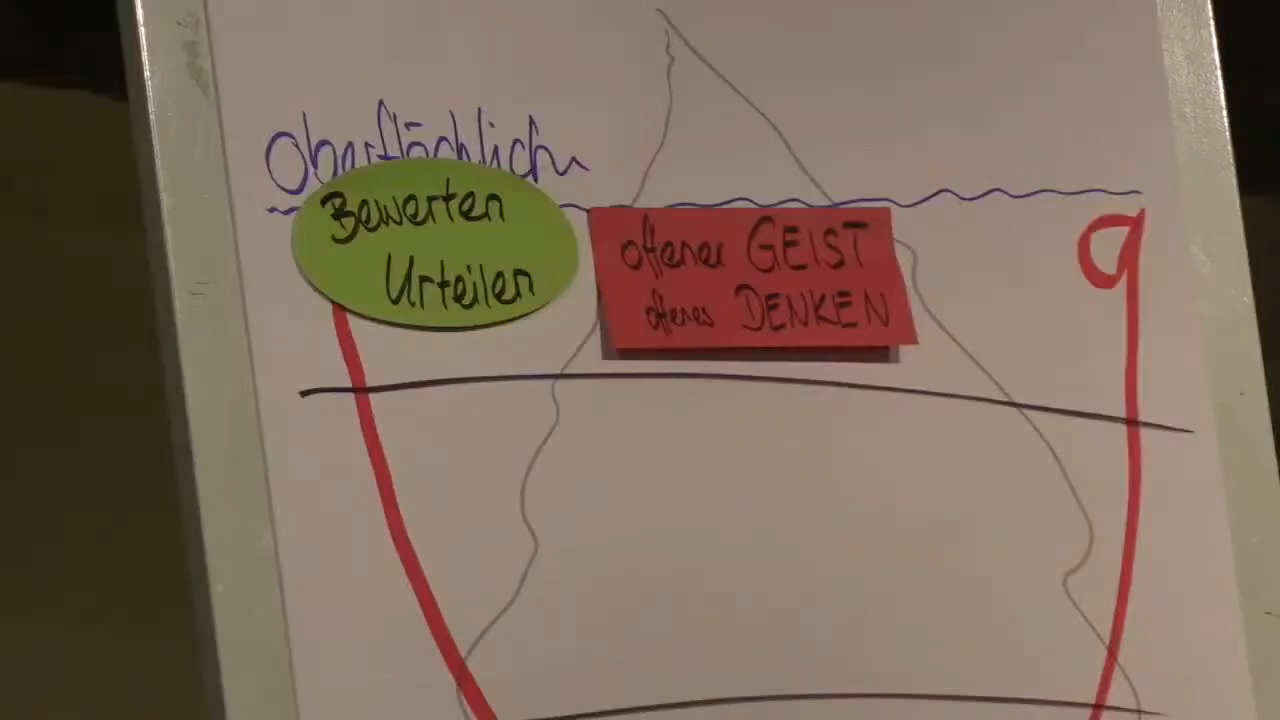 Oberflächlich
Bewerten
Urteilen
offener GEIST
offenes DENKEN